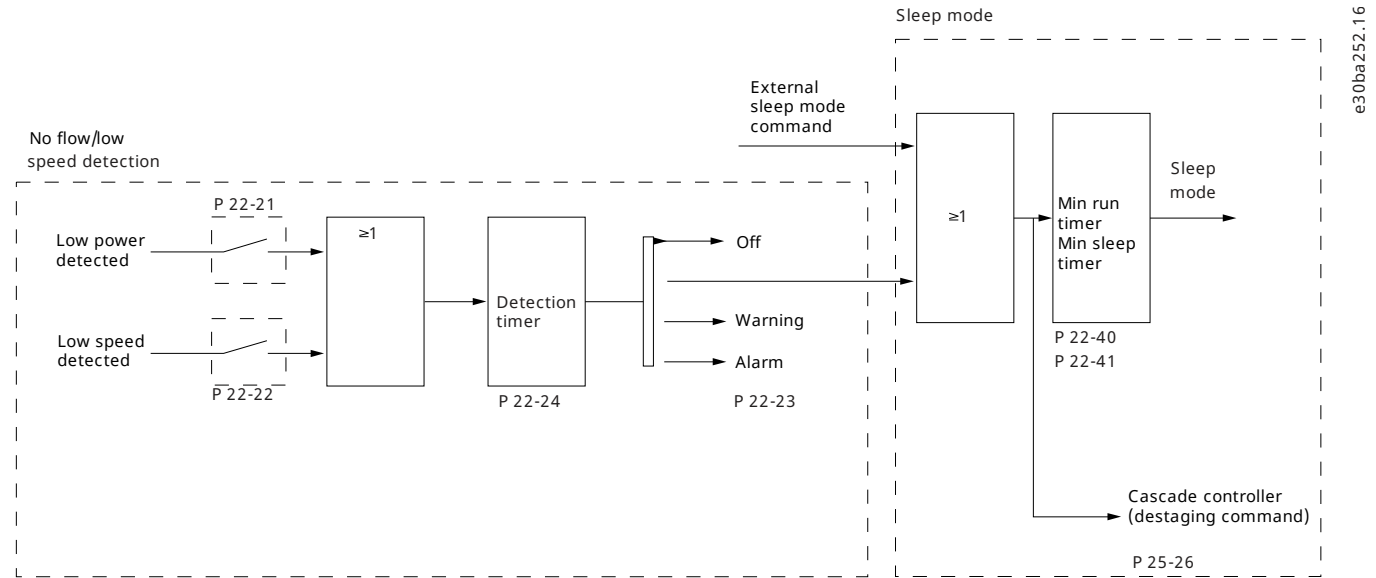 Sleep mode
e30ba252.16
External
sleep mode
command
No flow/low
speed detection
P 22-21
Low power
detected
≥1
Low speed
detected
P 22-22
Detection
timer
P 22-24
Off
Warning
Alarm
P 22-23
≥1
Min run
timer
Min sleep
timer
P 22-40
P 22-41
Sleep
mode
Cascade controller
(destaging command)
P 25-26